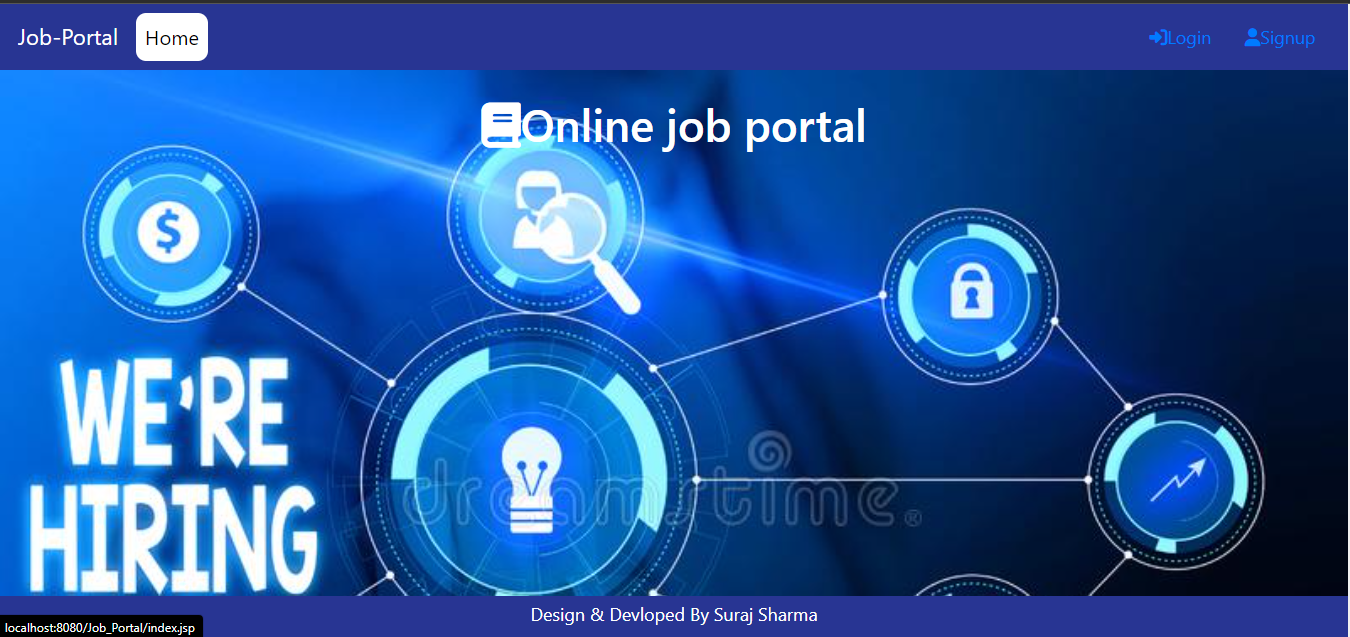 Job-Portal Home Login Signup
Online job portal
$
WE'RE
HIRING
dreamstime®
Design & Devloped By Suraj Sharma
localhost:8080/Job_Portal/index.jsp